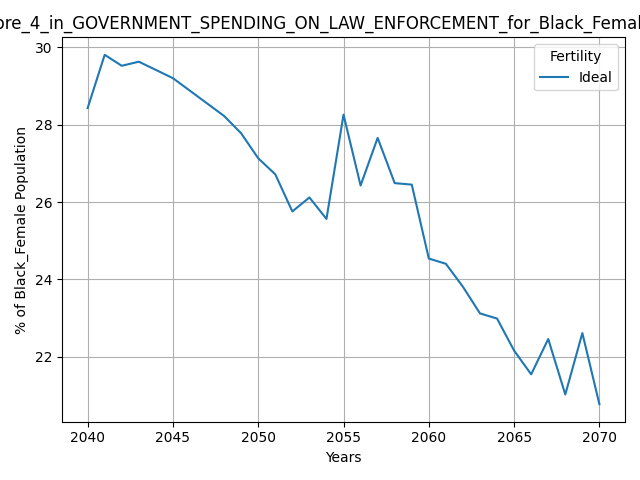 ore_4_in_GOVERNMENT_SPENDING_ON_LAW_ENFORCEMENT_for_Black_Femal
30
Fertility
Ideal
28
26
24
22
% of Black_Female Population
2040 2045 2050 2055 2060 2065 2070
Years